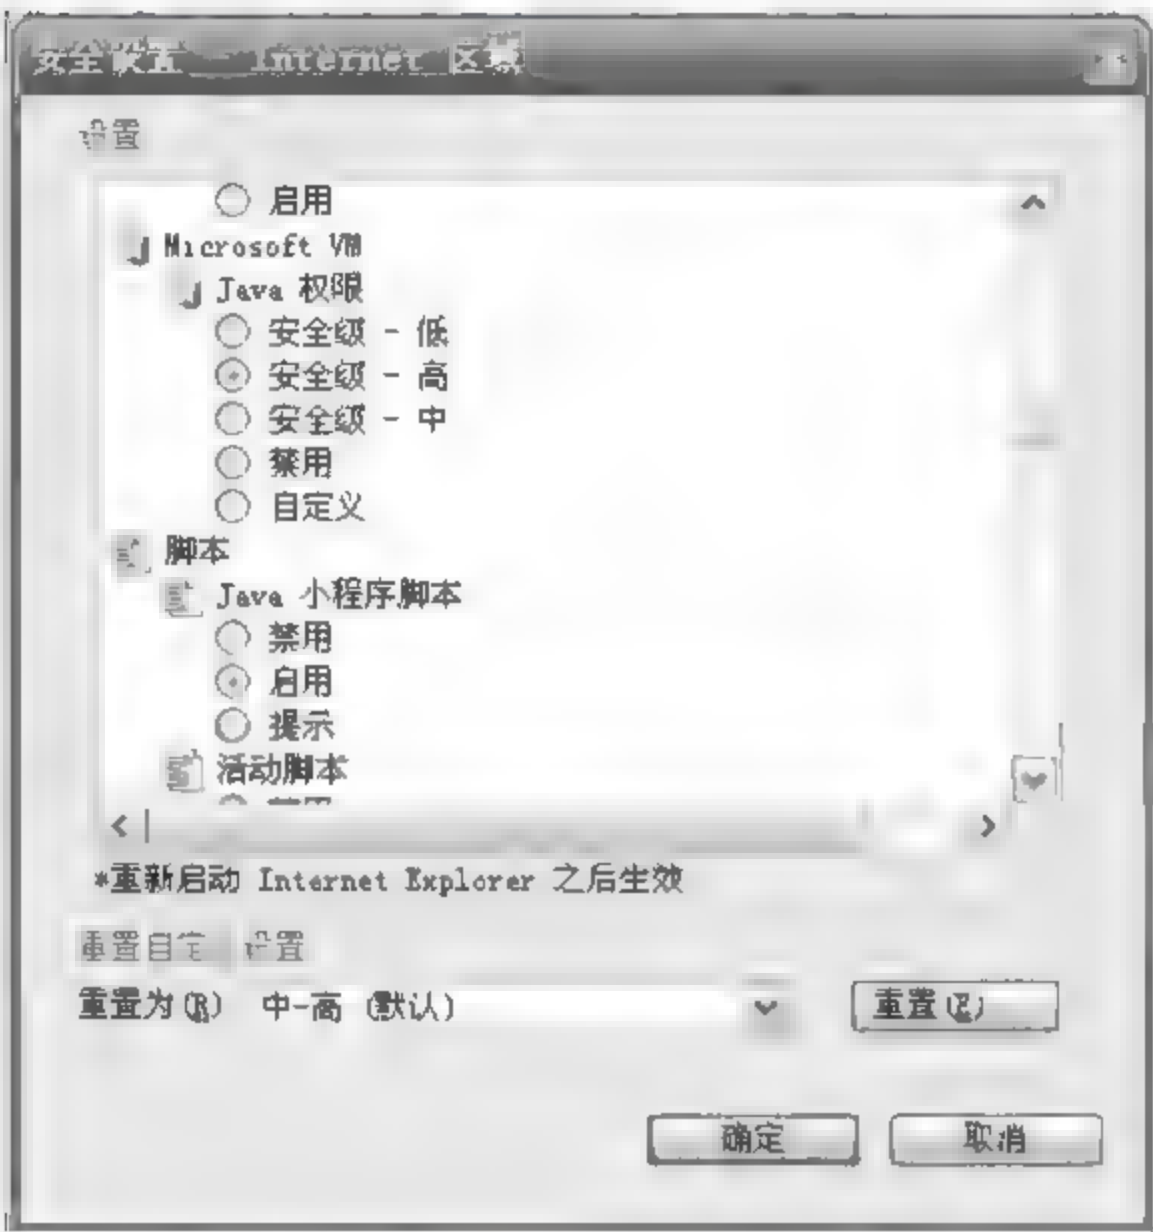 安全设置 - Internet 区域
设置
启用
Microsoft VM
Java 权限
安全级 - 低
安全级 - 高
安全级 - 中
禁用
自定义
脚本
Java 小程序脚本
禁用
启用
提示
活动脚本
*重新启动 Internet Explorer 之后生效
重置自定 设置
重置为(R) 中-高 (默认)
重置(E)
确定 取消